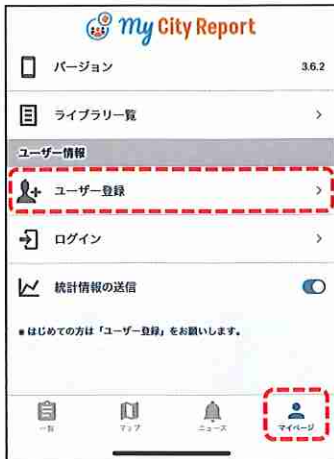 My City Report
バージョン 3.6.2
ライブラリ一覧
ユーザー情報
ユーザー登録
ログイン
統計情報の送信
※はじめての方は「ユーザー登録」をお願いします。
一覧 マップ ニュース マイページ